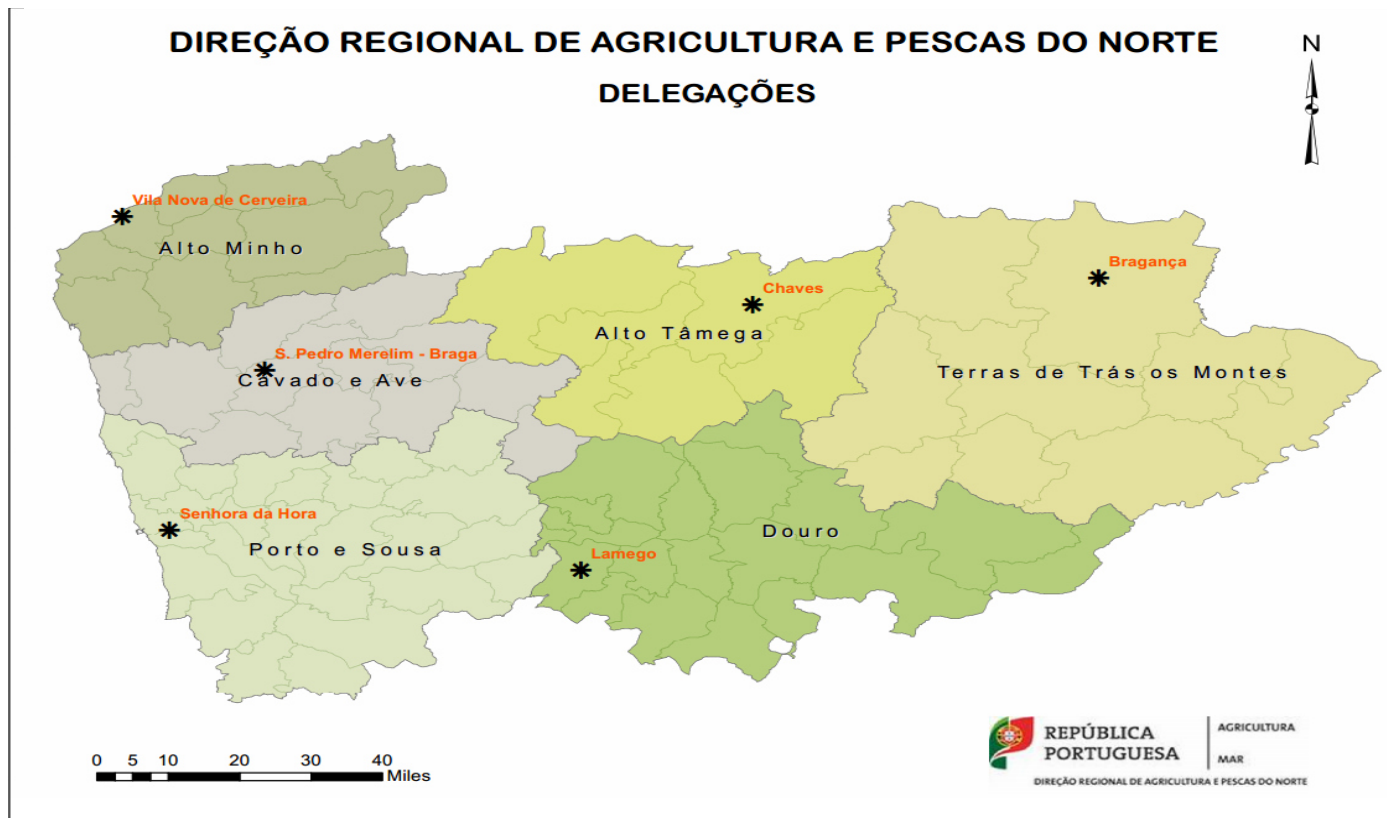 DIREÇÃO REGIONAL DE AGRICULTURA E PESCAS DO NORTE
DELEGAÇÕES
N
Vila Nova de Cerveira
Alto Minho
Bragança
Chaves
Alto Tâmega
S. Pedro Merelim - Braga
Cavado e Ave
Terras de Trás os Montes
Senhora da Hora
Porto e Sousa
Douro
Lamego
0 5 10 20 30 40
Miles
REPÚBLICA
PORTUGUESA
AGRICULTURA
MAR
DIREÇÃO REGIONAL DE AGRICULTURA E PESCAS DO NORTE